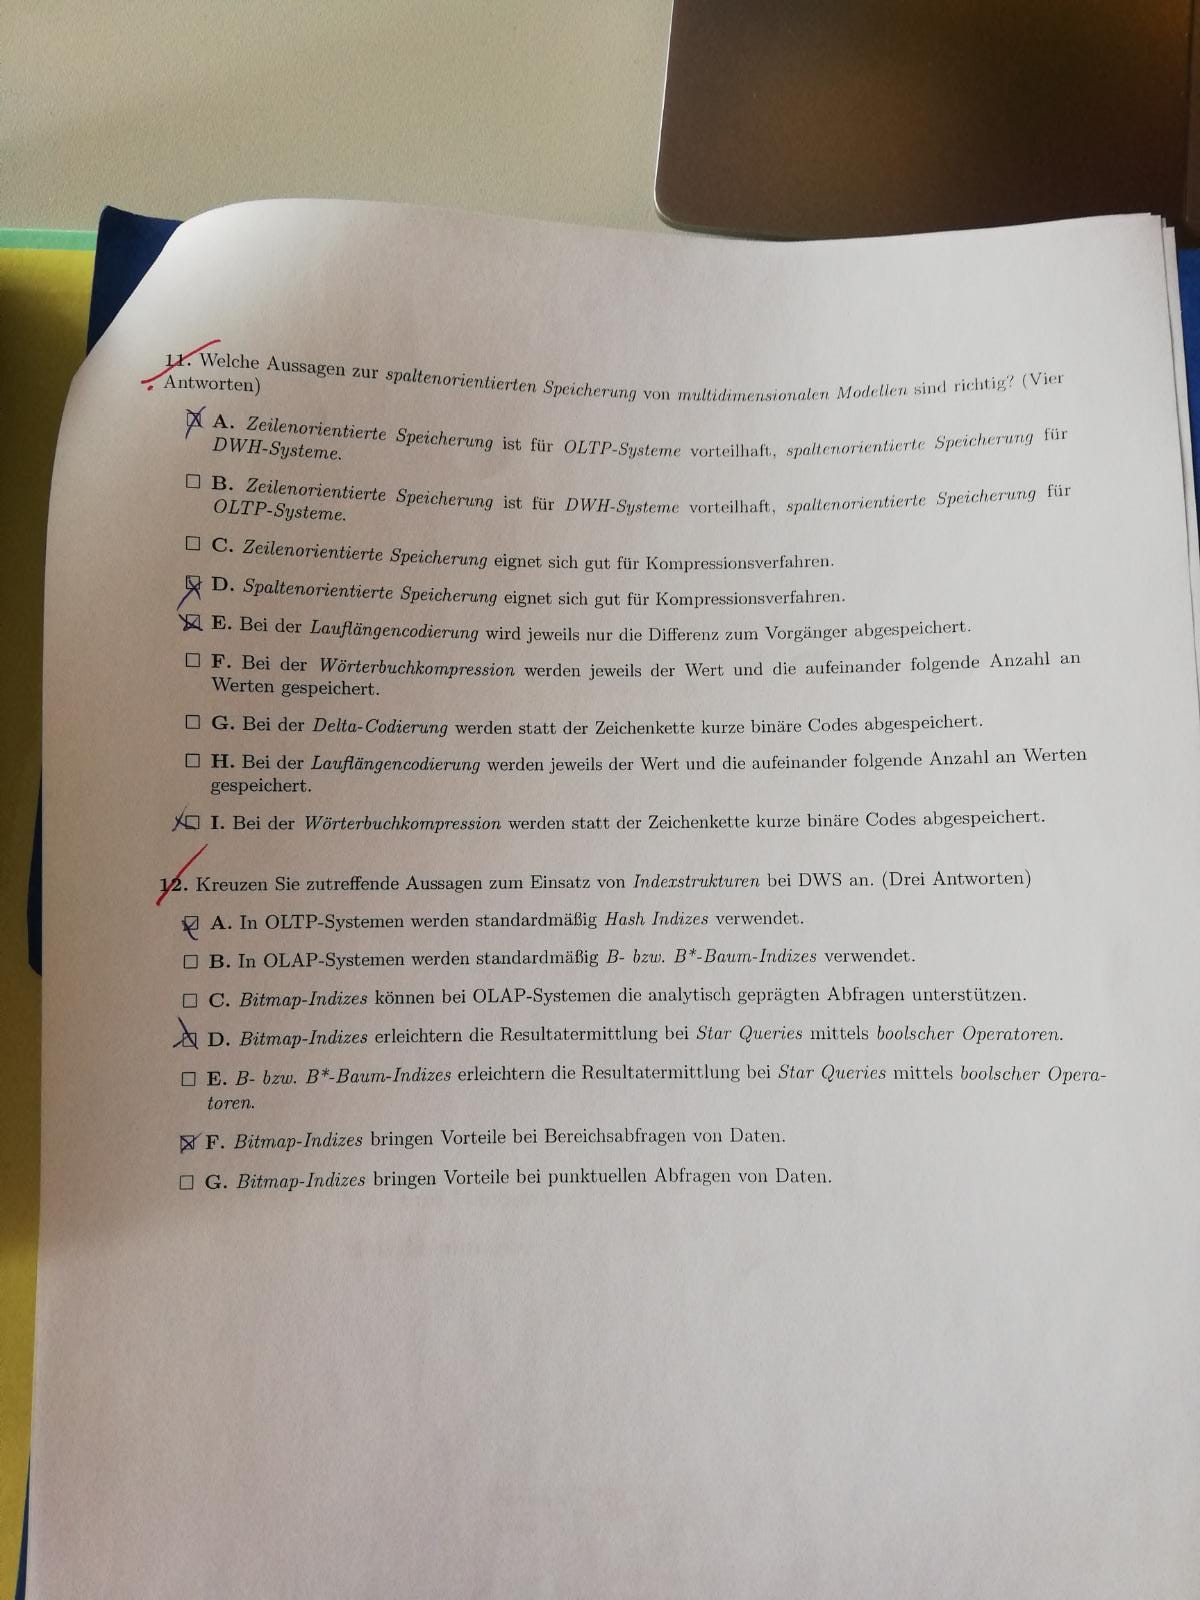 11. Welche Aussagen zur spaltenorientierten Speicherung von multidimensionalen Modellen sind richtig? (Vier
Antworten)
A. Zeilenorientierte Speicherung ist für OLTP-Systeme vorteilhaft, spaltenorientierte Speicherung für
DWH-Systeme.
B. Zeilenorientierte Speicherung ist für DWH-Systeme vorteilhaft, spaltenorientierte Speicherung für
OLTP-Systeme.
C. Zeilenorientierte Speicherung eignet sich gut für Kompressionsverfahren.
D. Spaltenorientierte Speicherung eignet sich gut für Kompressionsverfahren.
E. Bei der Lauflängencodierung wird jeweils nur die Differenz zum Vorgänger abgespeichert.
F. Bei der Wörterbuchkompression werden jeweils der Wert und die aufeinander folgende Anzahl an
Werten gespeichert.
G. Bei der Delta-Codierung werden statt der Zeichenkette kurze binäre Codes abgespeichert.
H. Bei der Lauflängencodierung werden jeweils der Wert und die aufeinander folgende Anzahl an Werten
gespeichert.
I. Bei der Wörterbuchkompression werden statt der Zeichenkette kurze binäre Codes abgespeichert.
12. Kreuzen Sie zutreffende Aussagen zum Einsatz von Indexstrukturen bei DWS an. (Drei Antworten)
A. In OLTP-Systemen werden standardmäßig Hash Indizes verwendet.
B. In OLAP-Systemen werden standardmäßig B- bzw. B*-Baum-Indizes verwendet.
C. Bitmap-Indizes können bei OLAP-Systemen die analytisch geprägten Abfragen unterstützen.
D. Bitmap-Indizes erleichtern die Resultatermittlung bei Star Queries mittels boolscher Operatoren.
E. B- bzw. B*-Baum-Indizes erleichtern die Resultatermittlung bei Star Queries mittels boolscher Opera-
toren.
F. Bitmap-Indizes bringen Vorteile bei Bereichsabfragen von Daten.
G. Bitmap-Indizes bringen Vorteile bei punktuellen Abfragen von Daten.